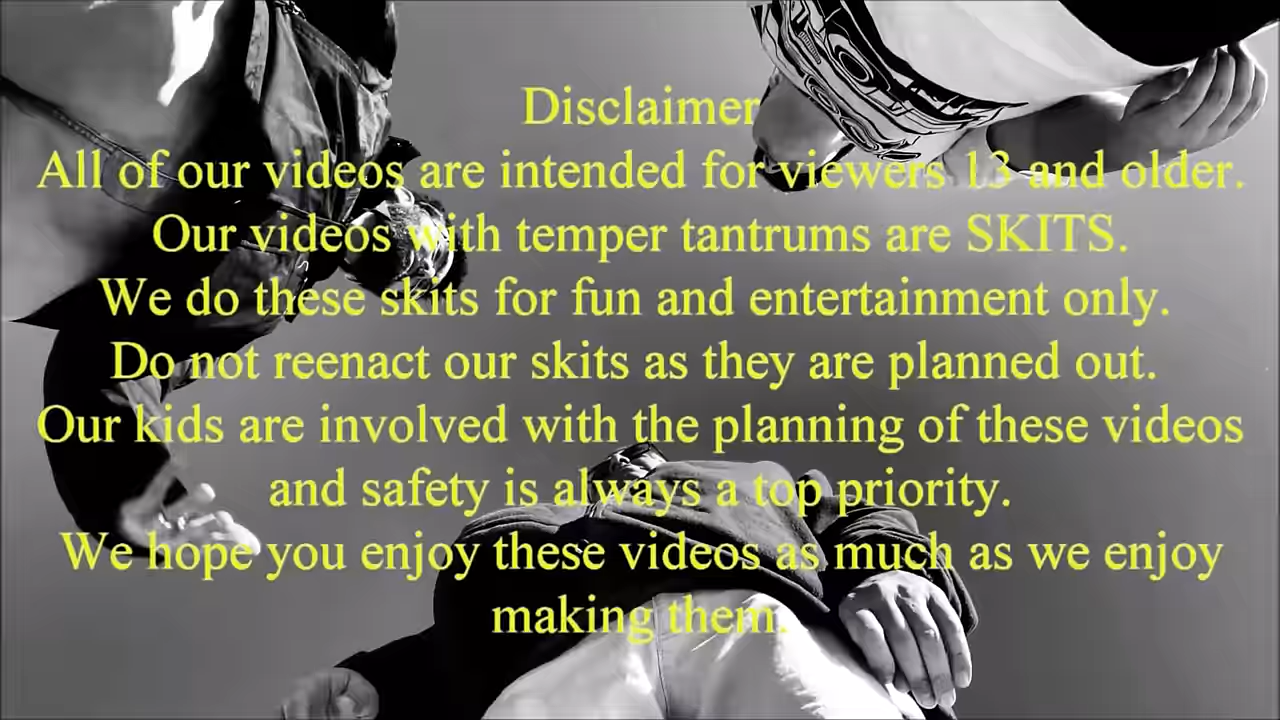 Disclaimer
All of our videos are intended for viewers 13 and older.
Our videos with temper tantrums are SKITS.
We do these skits for fun and entertainment only.
Do not reenact our skits as they are planned out.
Our kids are involved with the planning of these videos
and safety is always a top priority.
We hope you enjoy these videos as much as we enjoy
making them.